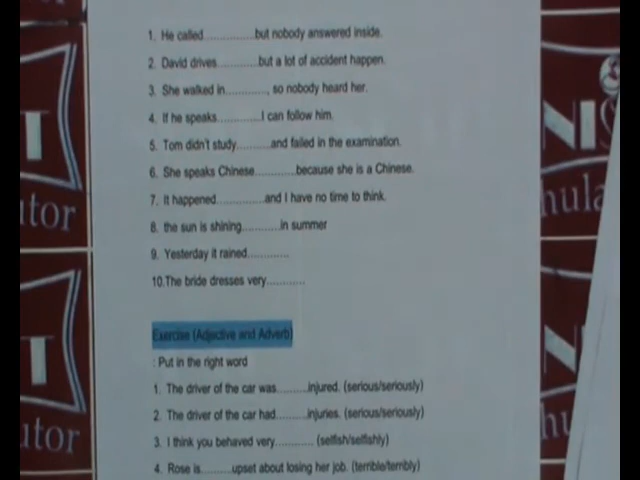 1. He called..............but nobody answered inside.
2. David drives...........but a lot of accident happen.
3. She walked in............, so nobody heard her.
4. If he speaks............I can follow him.
5. Tom didn't study.........and failed in the examination.
6. She speaks Chinese...........because she is a Chinese.
7. It happened..............and I have no time to think.
8. the sun is shining..........in summer
9. Yesterday it rained............
10.The bride dresses very...........
Exercise (Adjective and Adverb)
: Put in the right word
1. The driver of the car was.........injured. (serious/seriously)
2. The driver of the car had.........injuries. (serious/seriously)
3. I think you behaved very........... (selfish/selfishly)
4. Rose is........upset about losing her job. (terrible/terribly)